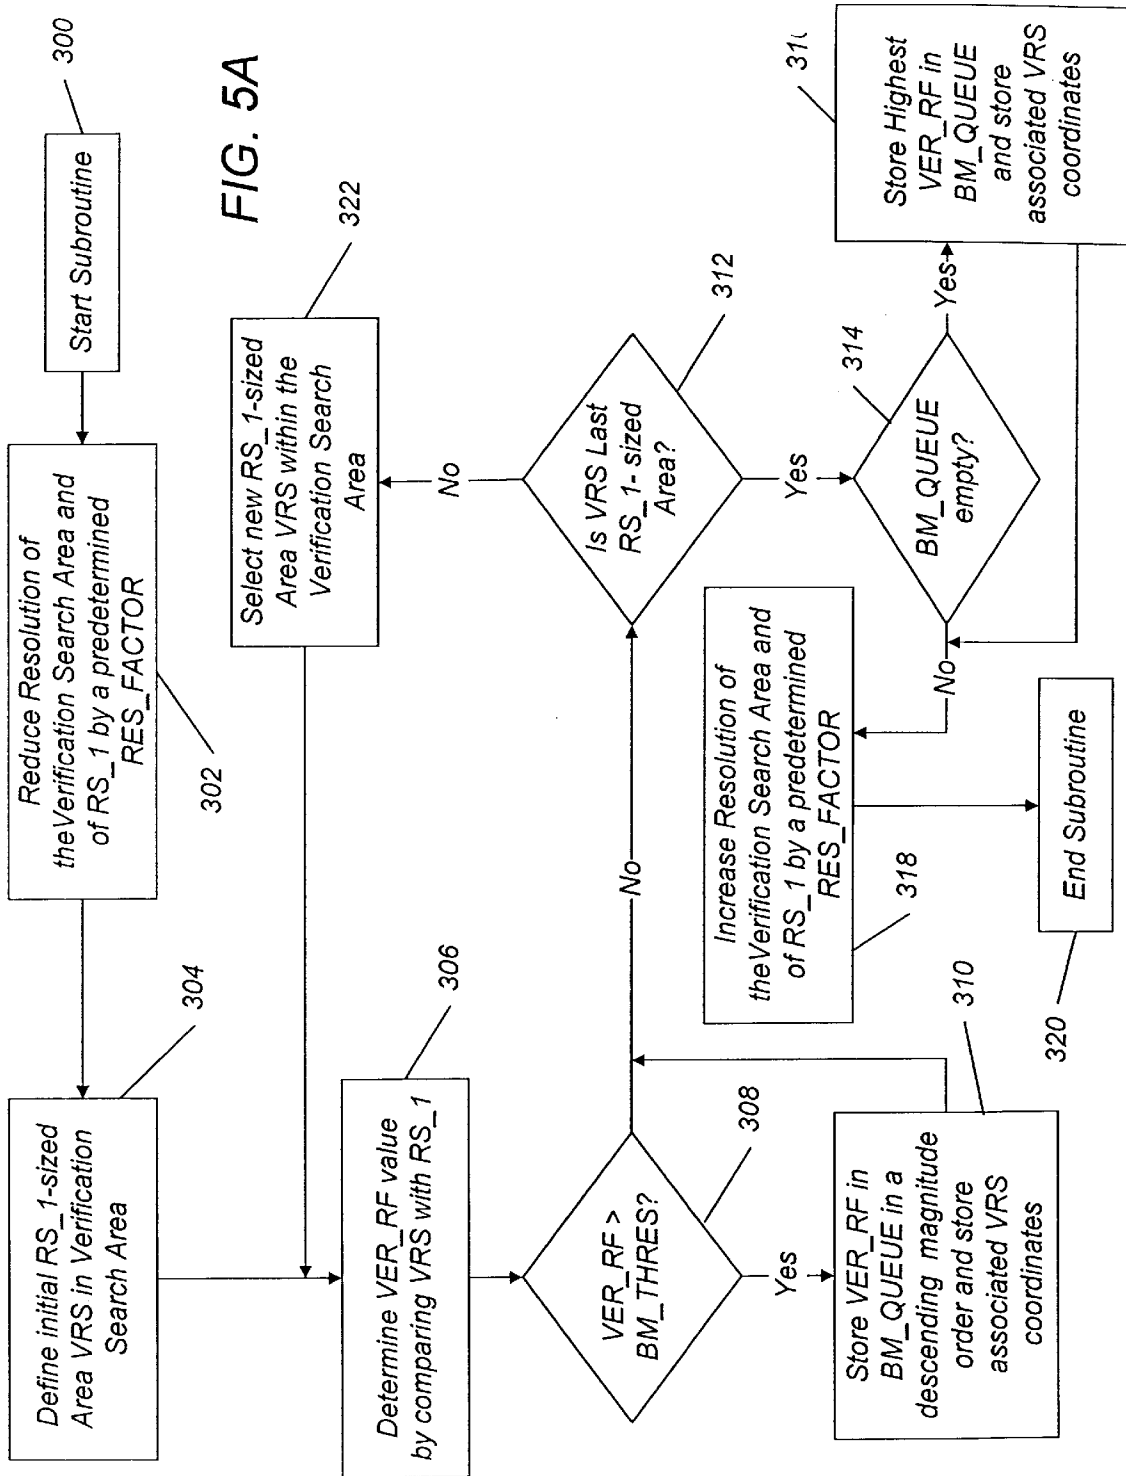 FIG. 5A
300
Start Subroutine
Reduce Resolution of
theVerification Search Area and
of RS_1 by a predetermined
RES_FACTOR
302
Define initial RS_1-sized
Area VRS in Verification
Search Area
304
Determine VER_RF value
by comparing VRS with RS_1
306
VER_RF >
BM_THRES?
308
Yes
No
Store VER_RF in
BM_QUEUE in a
descending magnitude
order and store
associated VRS
coordinates
310
Is VRS Last
RS_1- sized
Area?
312
No
Yes
Select new RS_1-sized
Area VRS within the
Verification Search
Area
322
BM_QUEUE
empty?
314
Yes
No
Store Highest
VER_RF in
BM_QUEUE
and store
associated VRS
coordinates
Increase Resolution of
theVerification Search Area and
of RS_1 by a predetermined
RES_FACTOR
318
End Subroutine
320